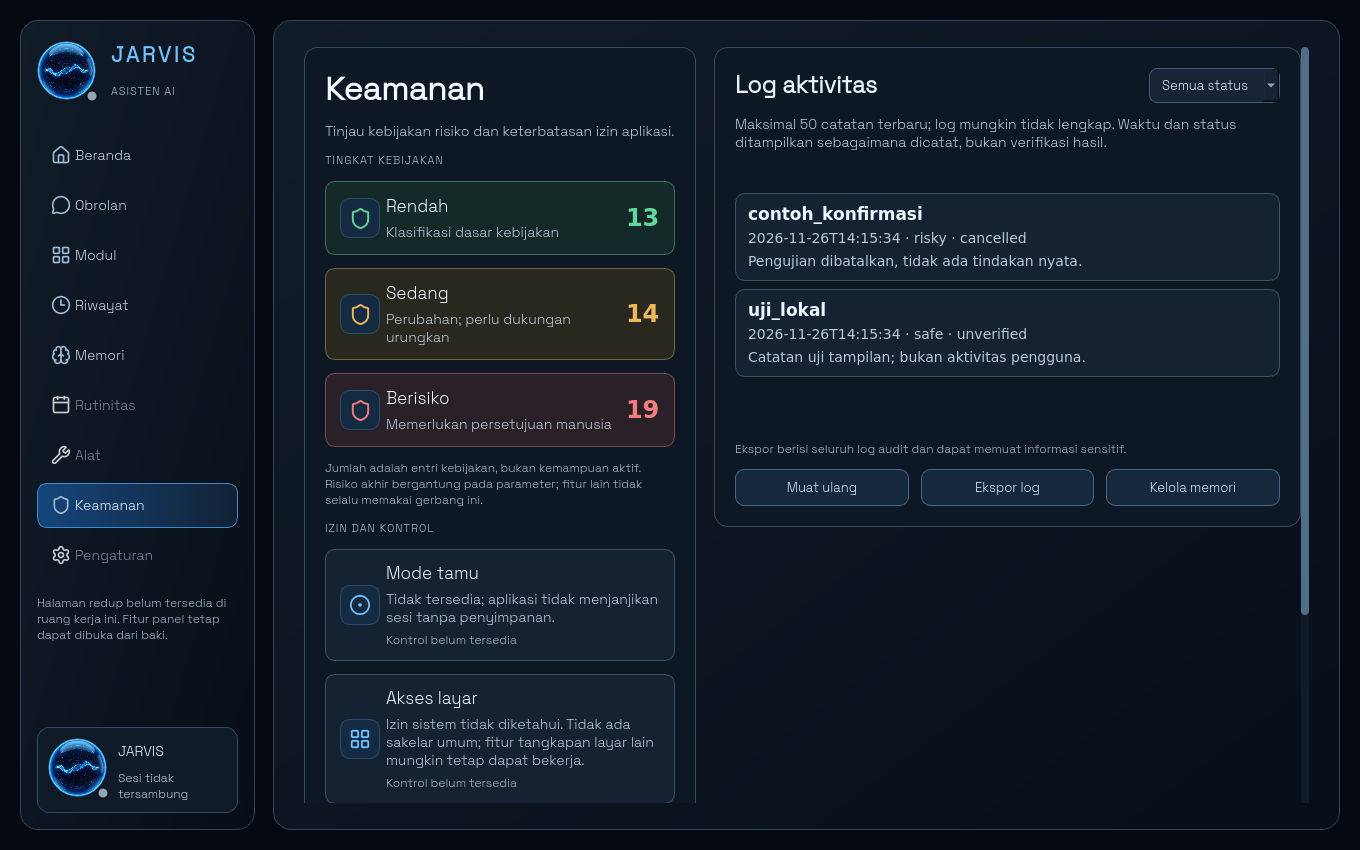 JARVIS
ASISTEN AI
Beranda
Obrolan
Modul
Riwayat
Memori
Rutinitas
Alat
Keamanan
Pengaturan
Halaman redup belum tersedia di
ruang kerja ini. Fitur panel tetap
dapat dibuka dari baki.
JARVIS
Sesi tidak
tersambung
Keamanan
Tinjau kebijakan risiko dan keterbatasan izin aplikasi.
TINGKAT KEBIJAKAN
Rendah
Klasifikasi dasar kebijakan
13
Sedang
Perubahan; perlu dukungan
urungkan
14
Berisiko
Memerlukan persetujuan manusia
19
Jumlah adalah entri kebijakan, bukan kemampuan aktif.
Risiko akhir bergantung pada parameter; fitur lain tidak
selalu memakai gerbang ini.
IZIN DAN KONTROL
Mode tamu
Tidak tersedia; aplikasi tidak menjanjikan
sesi tanpa penyimpanan.
Kontrol belum tersedia
Akses layar
Izin sistem tidak diketahui. Tidak ada
sakelar umum; fitur tangkapan layar lain
mungkin tetap dapat bekerja.
Kontrol belum tersedia
Log aktivitas
Semua status
Maksimal 50 catatan terbaru; log mungkin tidak lengkap. Waktu dan status
ditampilkan sebagaimana dicatat, bukan verifikasi hasil.
contoh_konfirmasi
2026-11-26T14:15:34 · risky · cancelled
Pengujian dibatalkan, tidak ada tindakan nyata.
uji_lokal
2026-11-26T14:15:34 · safe · unverified
Catatan uji tampilan; bukan aktivitas pengguna.
Ekspor berisi seluruh log audit dan dapat memuat informasi sensitif.
Muat ulang
Ekspor log
Kelola memori